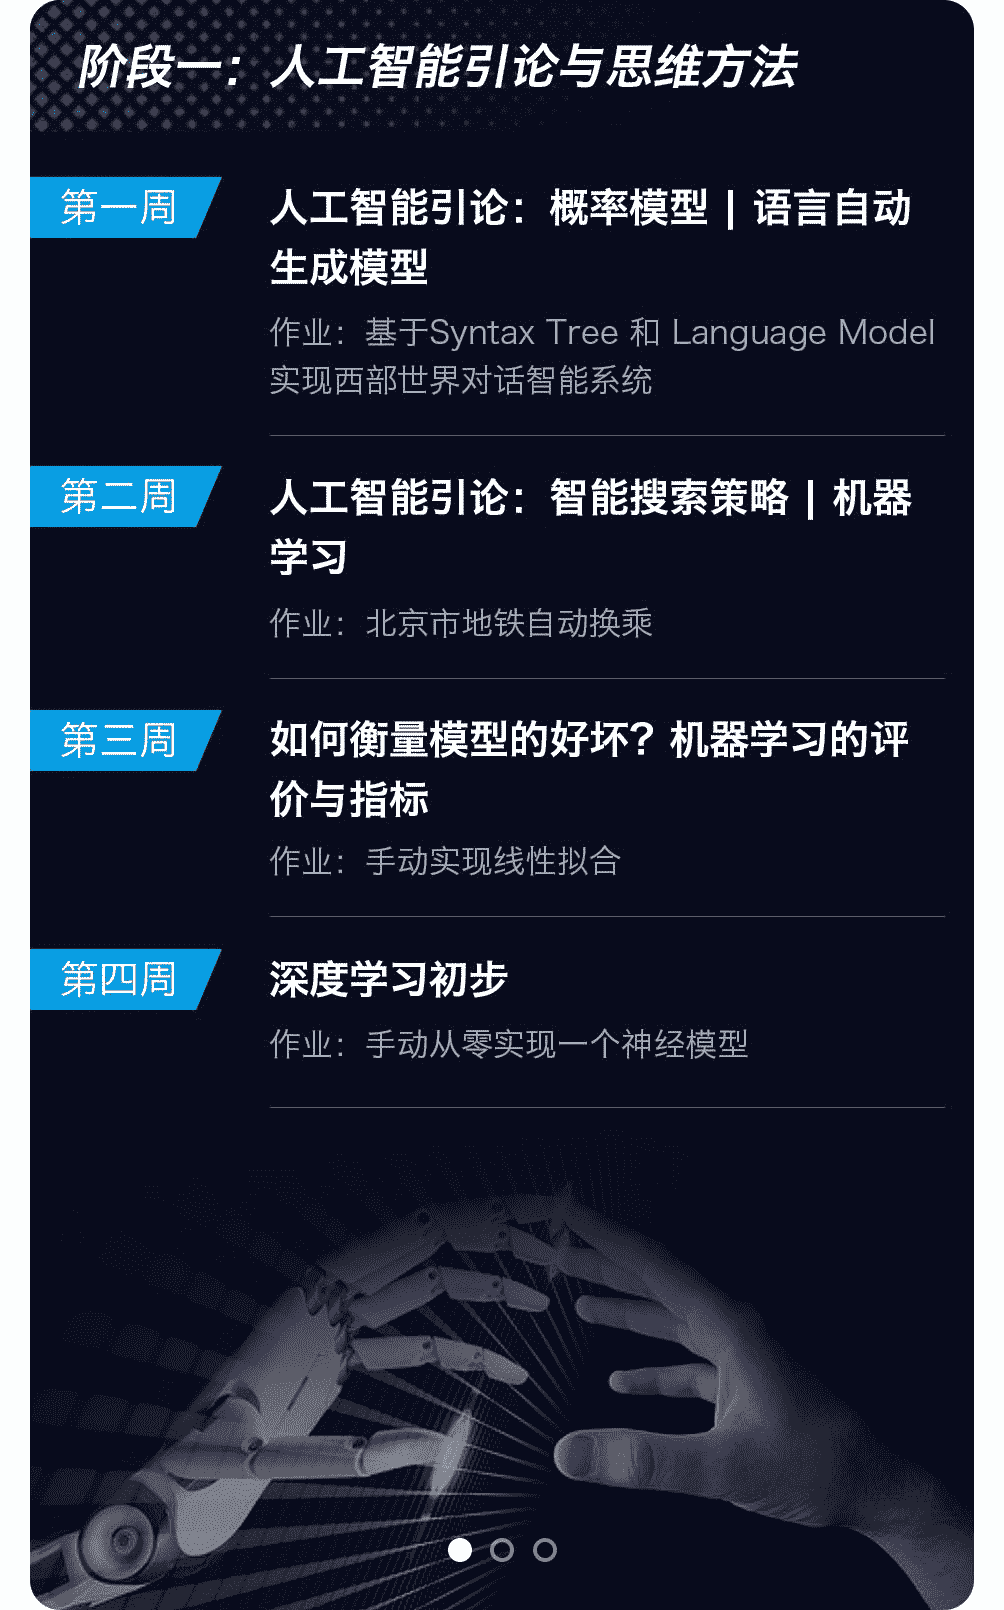 阶段一：人工智能引论与思维方法
第一周
人工智能引论：概率模型 | 语言自动
生成模型
作业：基于Syntax Tree 和 Language Model
实现西部世界对话智能系统
第二周
人工智能引论：智能搜索策略 | 机器
学习
作业：北京市地铁自动换乘
第三周
如何衡量模型的好坏？机器学习的评
价与指标
作业：手动实现线性拟合
第四周
深度学习初步
作业：手动从零实现一个神经模型